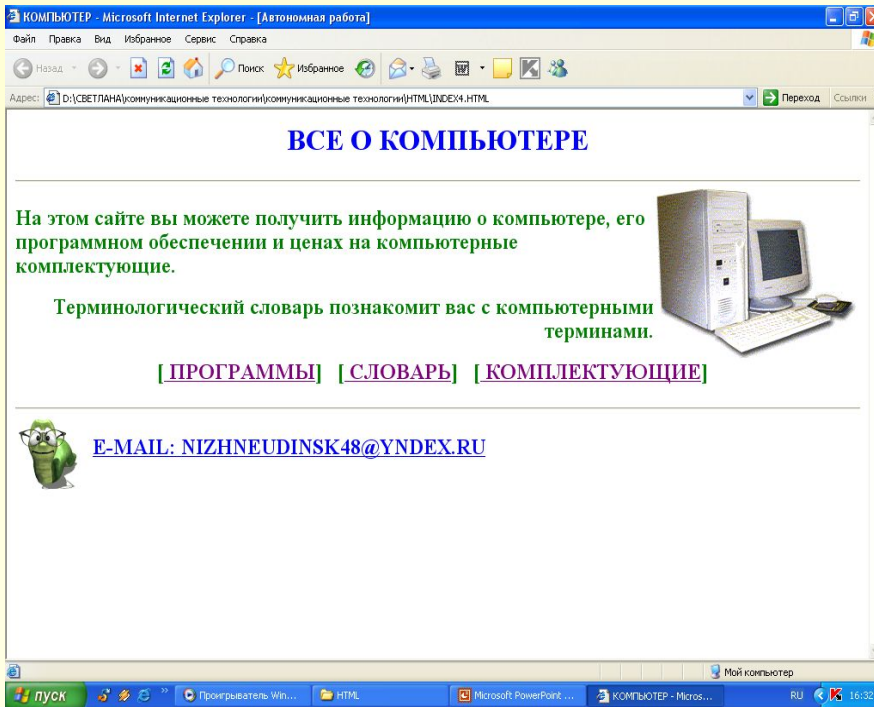 КОМПЬЮТЕР - Microsoft Internet Explorer - [Автономная работа]
Файл Правка Вид Избранное Сервис Справка
Назад Поиск Избранное
Адрес: D:\СВЕТЛАНА\коммуникационные технологии\коммуникационные технологии\HTML\INDEX4.HTML Переход Ссылки
ВСЕ О КОМПЬЮТЕРЕ
На этом сайте вы можете получить информацию о компьютере, его
программном обеспечении и ценах на компьютерные
комплектующие.
Терминологический словарь познакомит вас с компьютерными
терминами.
[ ПРОГРАММЫ] [ СЛОВАРЬ] [ КОМПЛЕКТУЮЩИЕ]
E-MAIL: NIZHNEUDINSK48@YNDEX.RU
Мой компьютер
пуск Проигрыватель Win... HTML Microsoft PowerPoint ... КОМПЬЮТЕР - Micros... RU 16:32